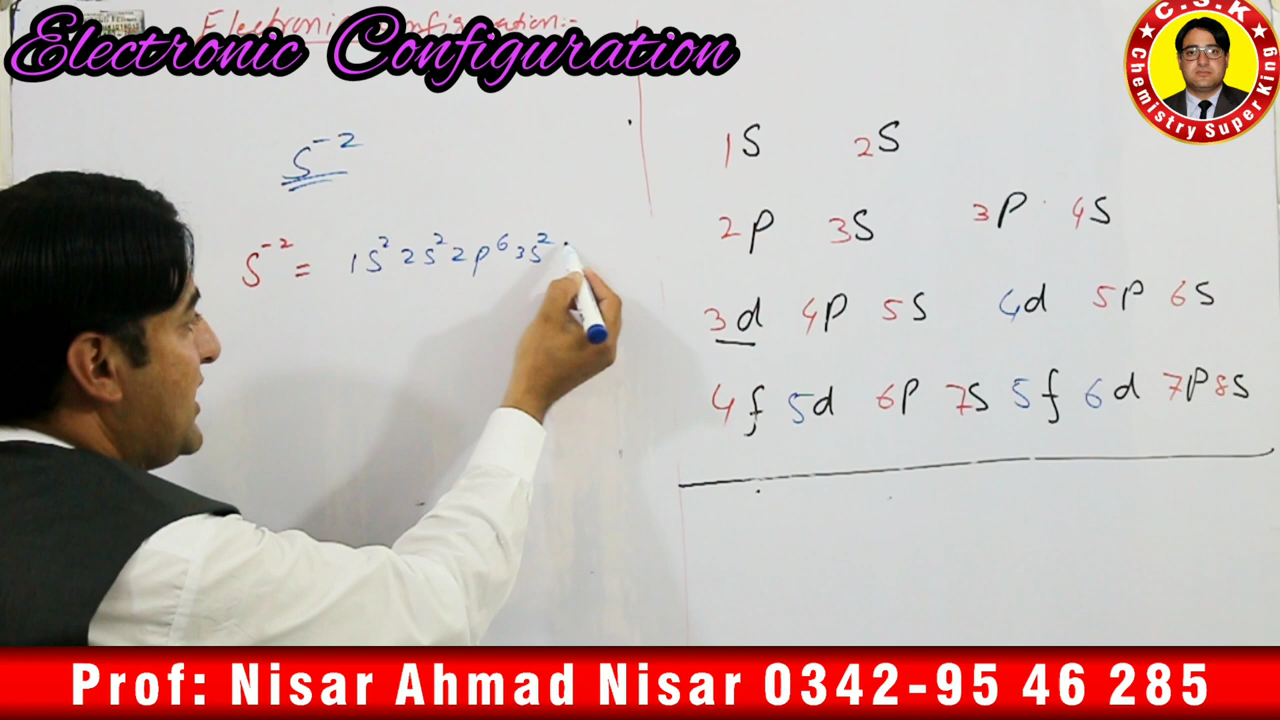 Electronic Configuration:-
Electronic Configuration
C.S.K
Chemistry Super King
S⁻²
S⁻² = 1S² 2S² 2p⁶ 3S²
1S 2S
2p 3S 3p 4S
3d 4p 5S 4d 5p 6S
4f 5d 6p 7S 5f 6d 7p 8S
Prof: Nisar Ahmad Nisar 0342-95 46 285